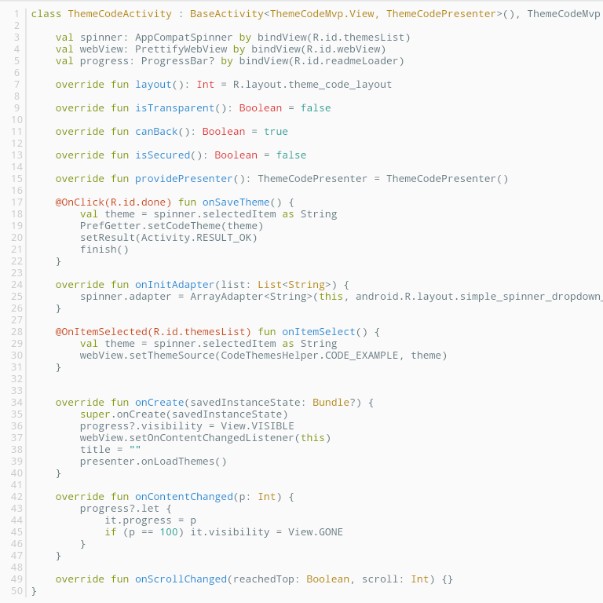 1 class ThemeCodeActivity : BaseActivity<ThemeCodeMvp.View, ThemeCodePresenter>(), ThemeCodeMvp
2
3     val spinner: AppCompatSpinner by bindView(R.id.themesList)
4     val webView: PrettifyWebView by bindView(R.id.webview)
5     val progress: ProgressBar? by bindView(R.id.readmeLoader)
6
7     override fun layout(): Int = R.layout.theme_code_layout
8
9     override fun isTransparent(): Boolean = false
10
11     override fun canBack(): Boolean = true
12
13     override fun isSecured(): Boolean = false
14
15     override fun providePresenter(): ThemeCodePresenter = ThemeCodePresenter()
16
17     @OnClick(R.id.done) fun onSaveTheme() {
18         val theme = spinner.selectedItem as String
19         PrefGetter.setCodeTheme(theme)
20         setResult(Activity.RESULT_OK)
21         finish()
22     }
23
24     override fun onInitAdapter(list: List<String>) {
25         spinner.adapter = ArrayAdapter<String>(this, android.R.layout.simple_spinner_dropdown_
26     }
27
28     @OnItemSelected(R.id.themesList) fun onItemSelect() {
29         val theme = spinner.selectedItem as String
30         webView.setThemeSource(CodeThemesHelper.CODE_EXAMPLE, theme)
31     }
32
33
34     override fun onCreate(savedInstanceState: Bundle?) {
35         super.onCreate(savedInstanceState)
36         progress?.visibility = View.VISIBLE
37         webView.setOnContentChangedListener(this)
38         title = ""
39         presenter.onLoadThemes()
40     }
41
42     override fun onContentChanged(p: Int) {
43         progress?.let {
44             it.progress = p
45             if (p == 100) it.visibility = View.GONE
46         }
47     }
48
49     override fun onScrollChanged(reachedTop: Boolean, scroll: Int) {}
50 }